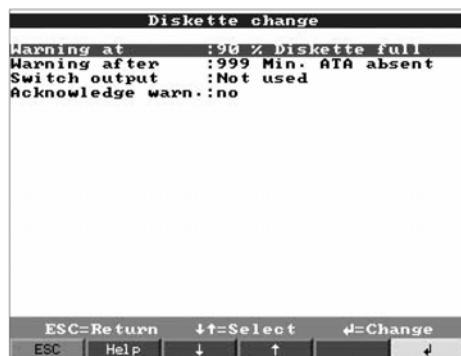 Diskette change
Warning at :90 % Diskette full
Warning after :999 Min. ATA absent
Switch output :Not used
Acknowledge warn.:no
ESC=Return ↓↑=Select ↵=Change
ESC Help ↓ ↑ ↵